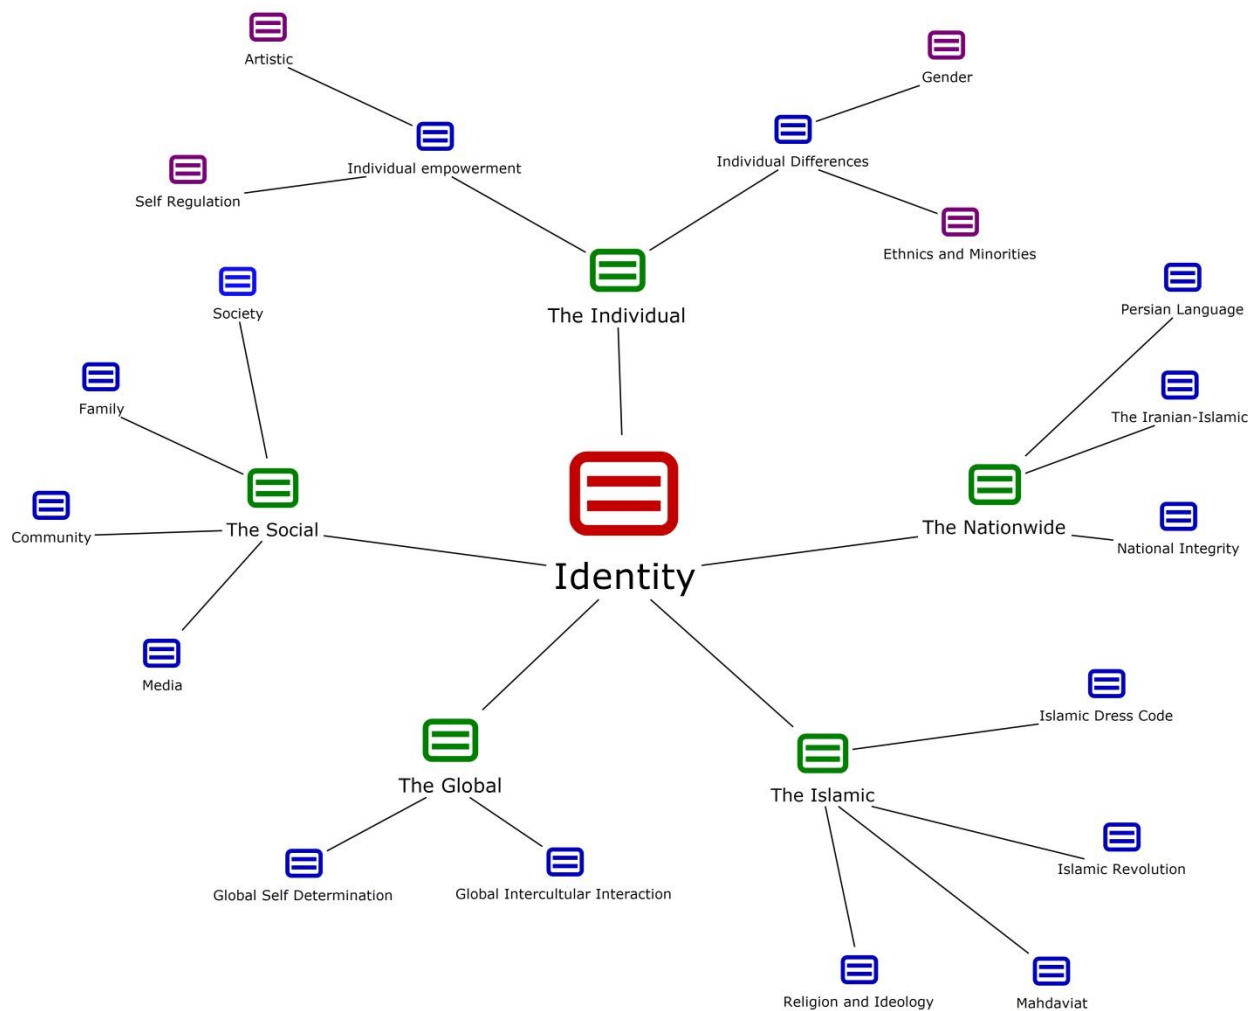 Artistic
Gender
Individual empowerment
Individual Differences
Self Regulation
Ethnics and Minorities
Society
The Individual
Persian Language
Family
The Iranian-Islamic
The Social
The Nationwide
Community
National Integrity
Identity
Media
Islamic Dress Code
The Global
The Islamic
Islamic Revolution
Global Self Determination
Global Intercultular Interaction
Religion and Ideology
Mahdaviat